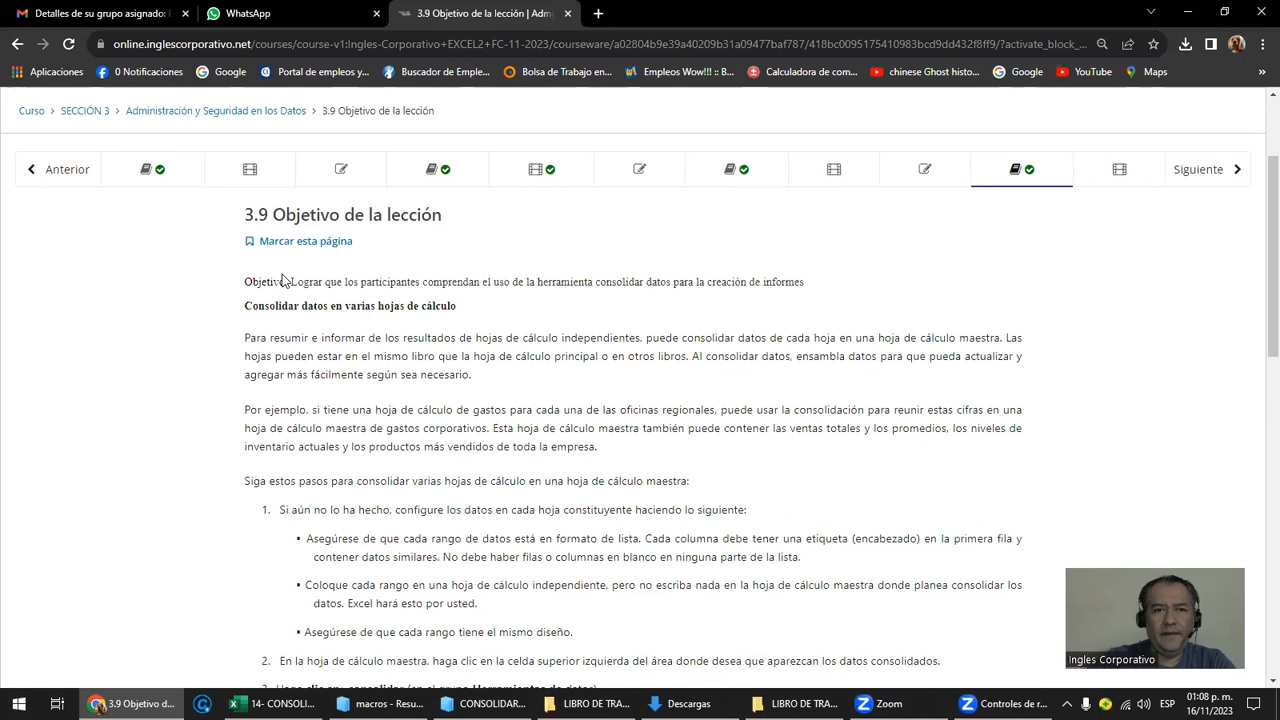 Detalles de su grupo asignado: I
WhatsApp
3.9 Objetivo de la lección | Admi
online.inglescorporativo.net/courses/course-v1:Ingles-Corporativo+EXCEL2+FC-11-2023/courseware/a02804b9e39a40209b31a09477baf787/418bc0095175410983bcd9dd432f8ff9/?activate_block_...
Aplicaciones
0 Notificaciones
Google
Portal de empleos y...
Buscador de Emple...
Bolsa de Trabajo en...
Empleos Wow!!! :: B...
Calculadora de com...
chinese Ghost histo...
Google
YouTube
Maps
»
Curso > SECCIÓN 3 > Administración y Seguridad en los Datos > 3.9 Objetivo de la lección
Anterior
Siguiente
3.9 Objetivo de la lección
Marcar esta página
Objetivo: Lograr que los participantes comprendan el uso de la herramienta consolidar datos para la creación de informes
Consolidar datos en varias hojas de cálculo
Para resumir e informar de los resultados de hojas de cálculo independientes, puede consolidar datos de cada hoja en una hoja de cálculo maestra. Las
hojas pueden estar en el mismo libro que la hoja de cálculo principal o en otros libros. Al consolidar datos, ensambla datos para que pueda actualizar y
agregar más fácilmente según sea necesario.
Por ejemplo, si tiene una hoja de cálculo de gastos para cada una de las oficinas regionales, puede usar la consolidación para reunir estas cifras en una
hoja de cálculo maestra de gastos corporativos. Esta hoja de cálculo maestra también puede contener las ventas totales y los promedios, los niveles de
inventario actuales y los productos más vendidos de toda la empresa.
Siga estos pasos para consolidar varias hojas de cálculo en una hoja de cálculo maestra:
1. Si aún no lo ha hecho, configure los datos en cada hoja constituyente haciendo lo siguiente:
▪ Asegúrese de que cada rango de datos está en formato de lista. Cada columna debe tener una etiqueta (encabezado) en la primera fila y
contener datos similares. No debe haber filas o columnas en blanco en ninguna parte de la lista.
▪ Coloque cada rango en una hoja de cálculo independiente, pero no escriba nada en la hoja de cálculo maestra donde planea consolidar los
datos. Excel hará esto por usted.
▪ Asegúrese de que cada rango tiene el mismo diseño.
2. En la hoja de cálculo maestra, haga clic en la celda superior izquierda del área donde desea que aparezcan los datos consolidados.
Ingles Corporativo
3.9 Objetivo d...
14- CONSOLI...
macros - Resu...
CONSOLIDAR...
LIBRO DE TRA...
Descargas
LIBRO DE TRA...
Zoom
Controles de r...
ESP
01:08 p. m.
16/11/2023